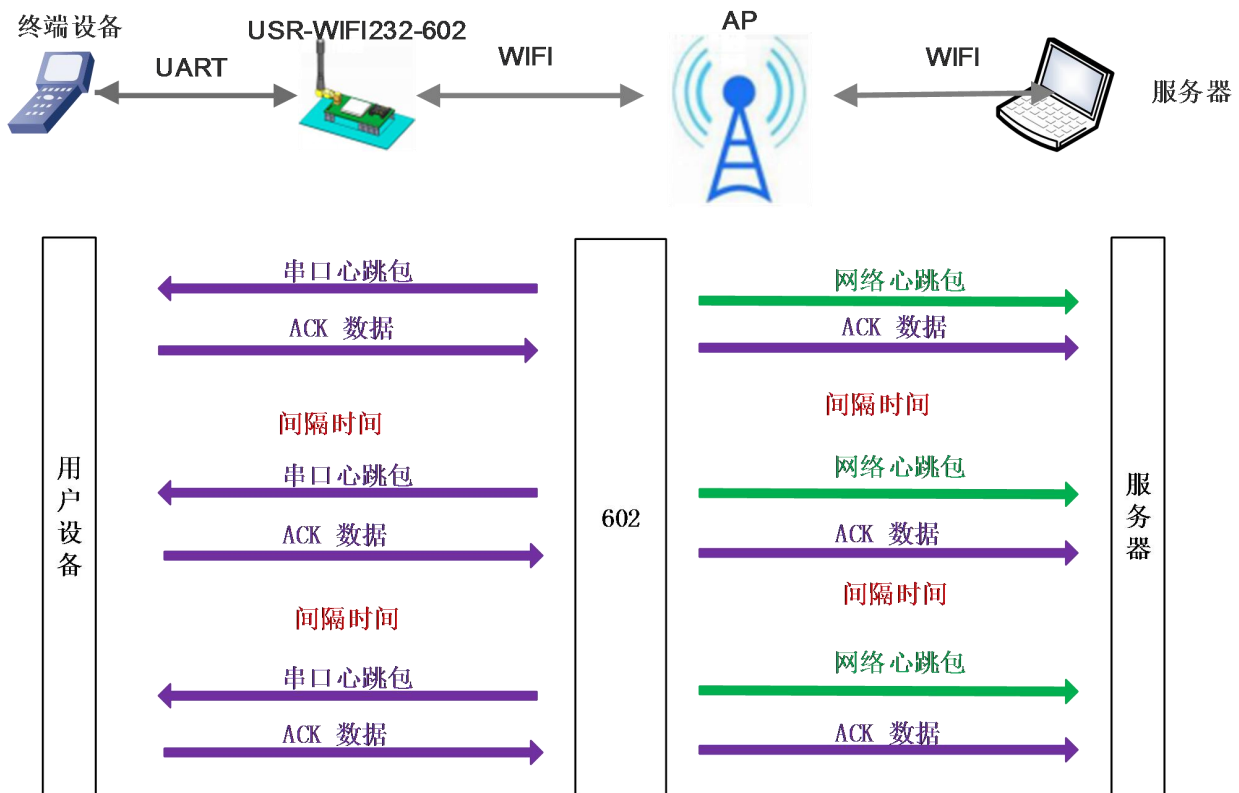 终端设备
USR-WIFI232-602
AP
UART
WIFI
WIFI
服务器
串口心跳包
网络心跳包
ACK 数据
ACK 数据
间隔时间
间隔时间
串口心跳包
网络心跳包
用户设备
602
服务器
ACK 数据
ACK 数据
间隔时间
间隔时间
串口心跳包
网络心跳包
ACK 数据
ACK 数据